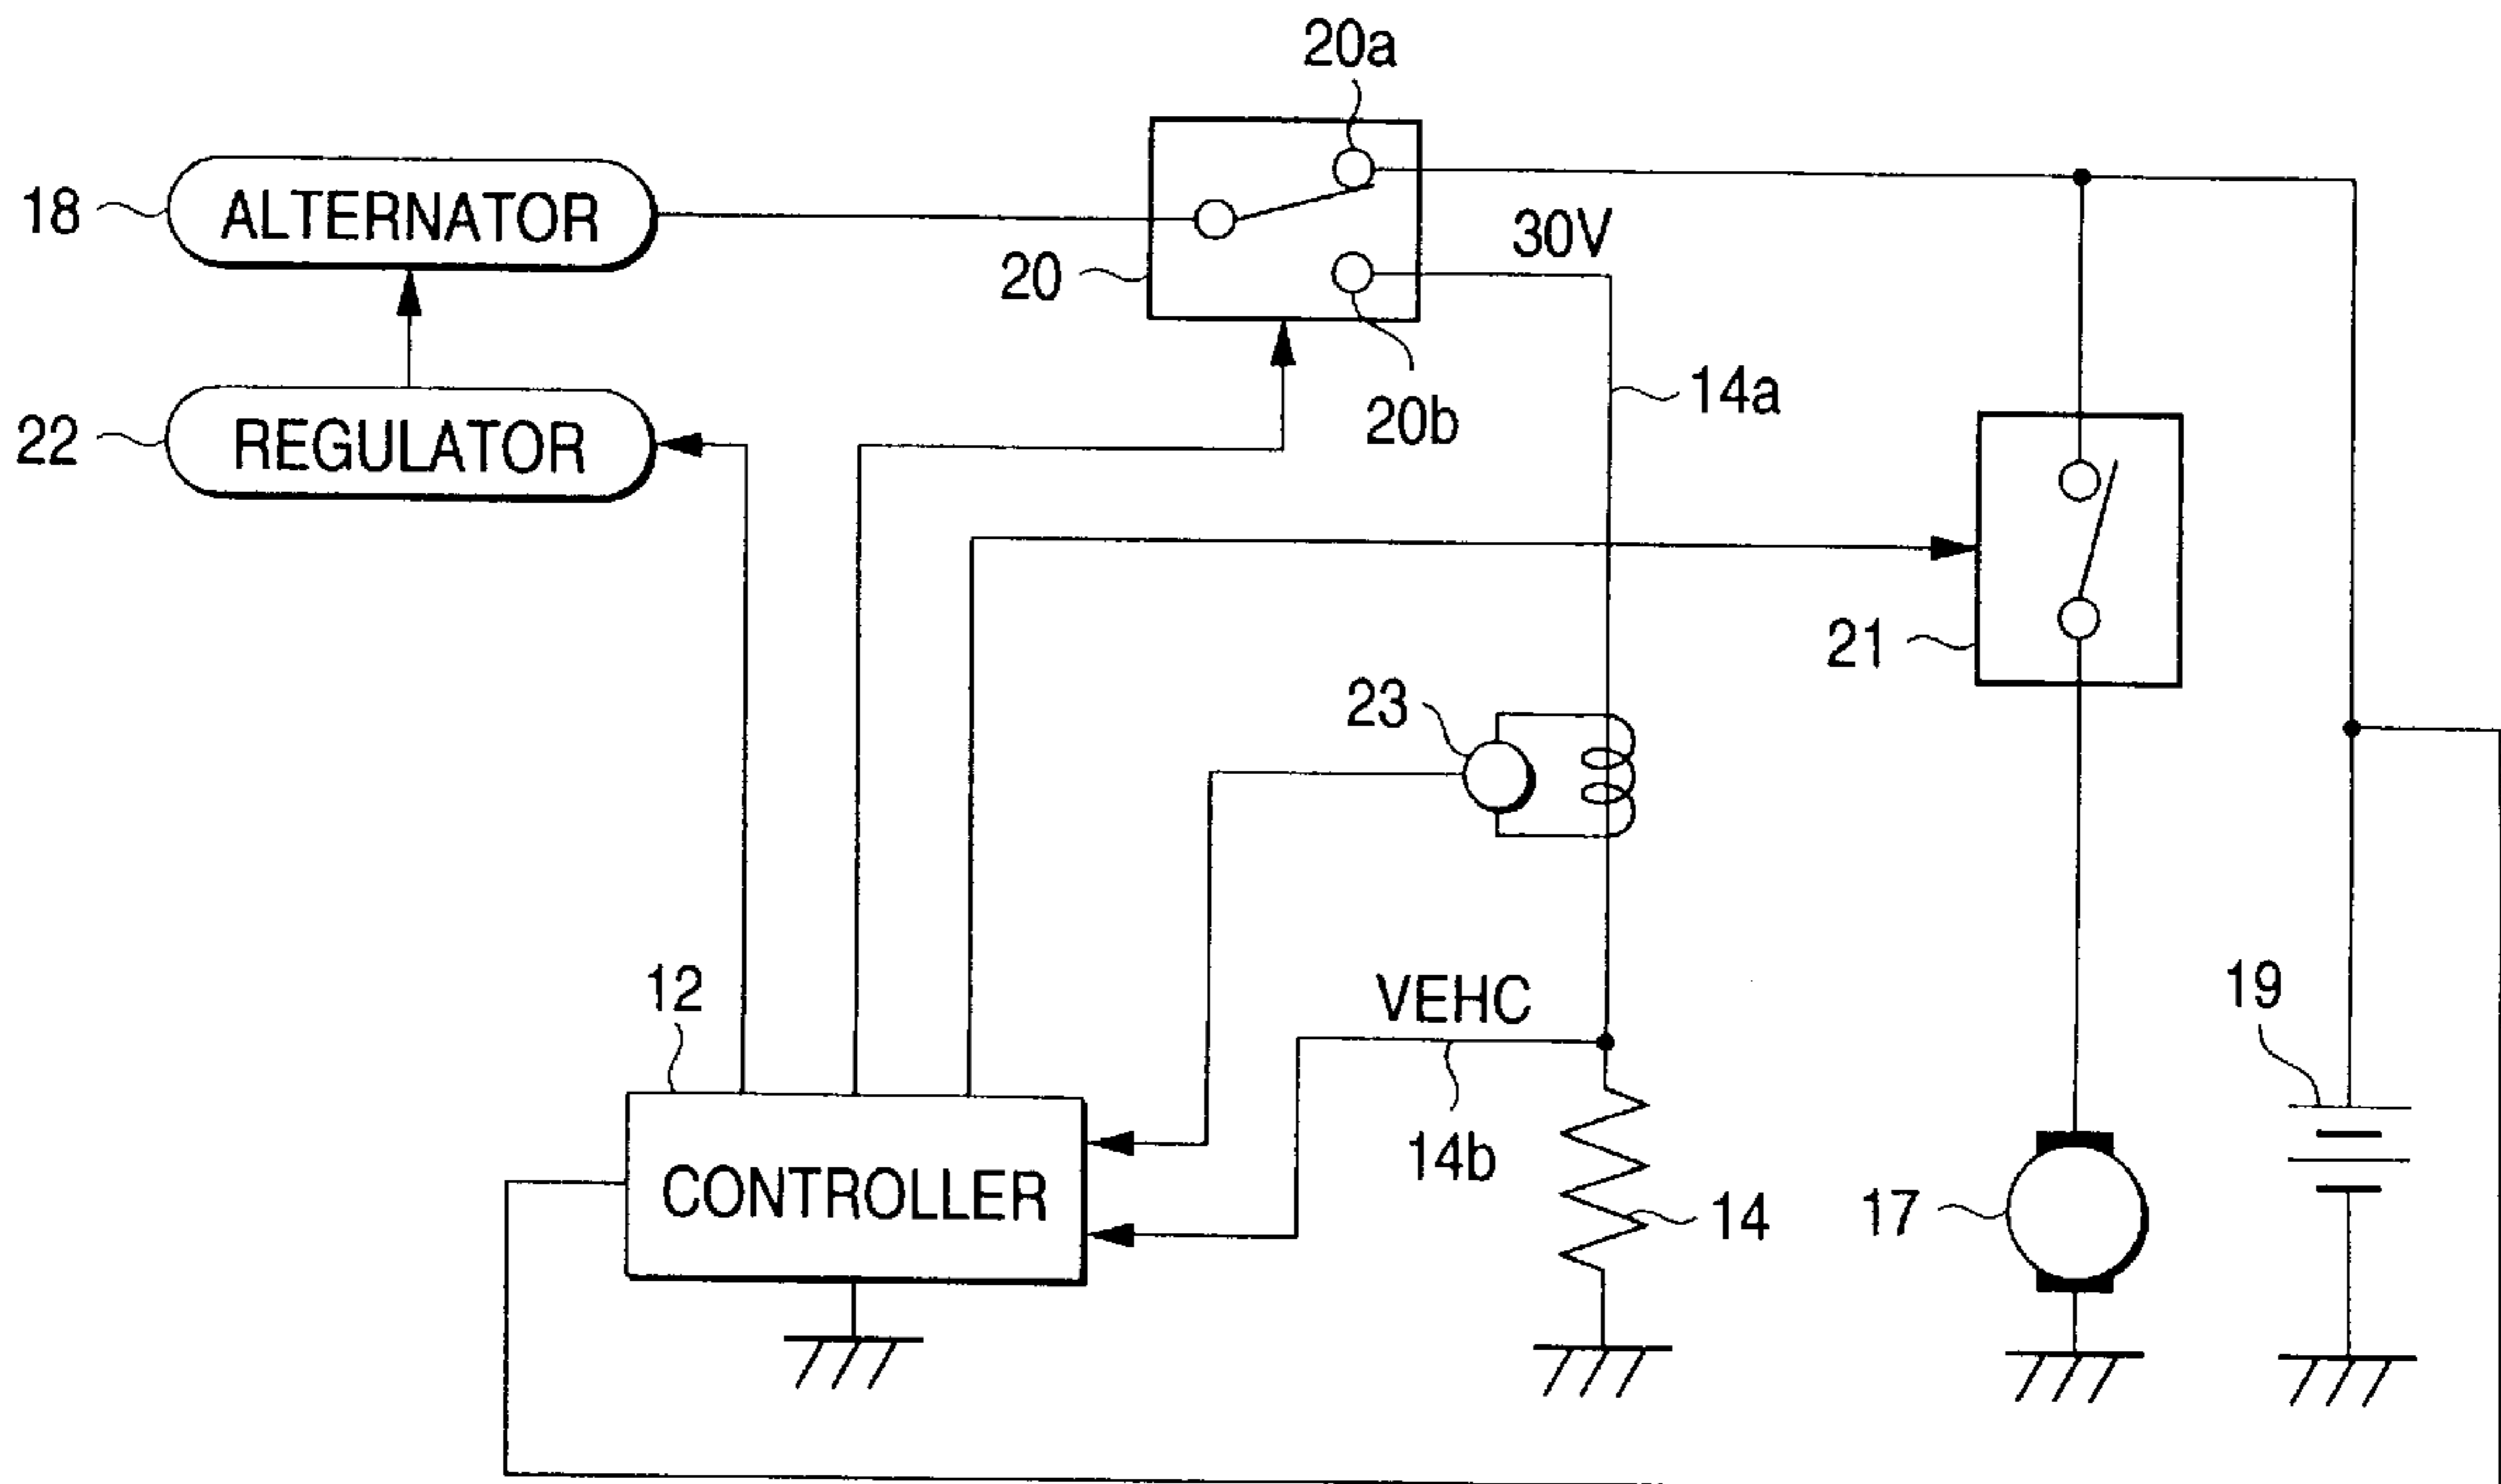 20a
18
ALTERNATOR
20
30V
22
REGULATOR
20b
14a
21
23
12
VEHC
19
CONTROLLER
14b
14
17